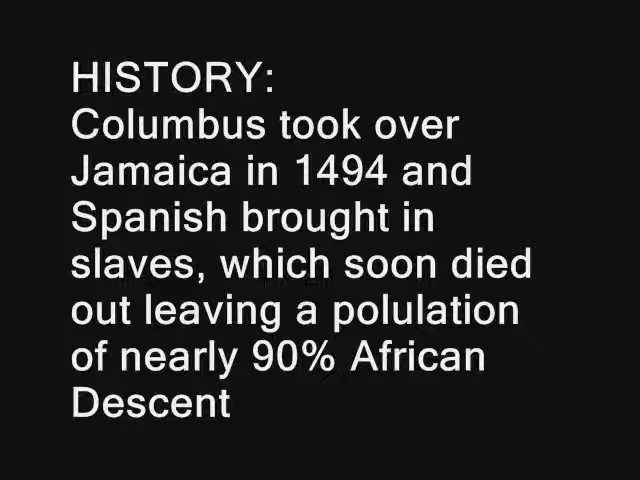 HISTORY:
Columbus took over
Jamaica in 1494 and
Spanish brought in
slaves, which soon died
out leaving a polulation
of nearly 90% African
Descent